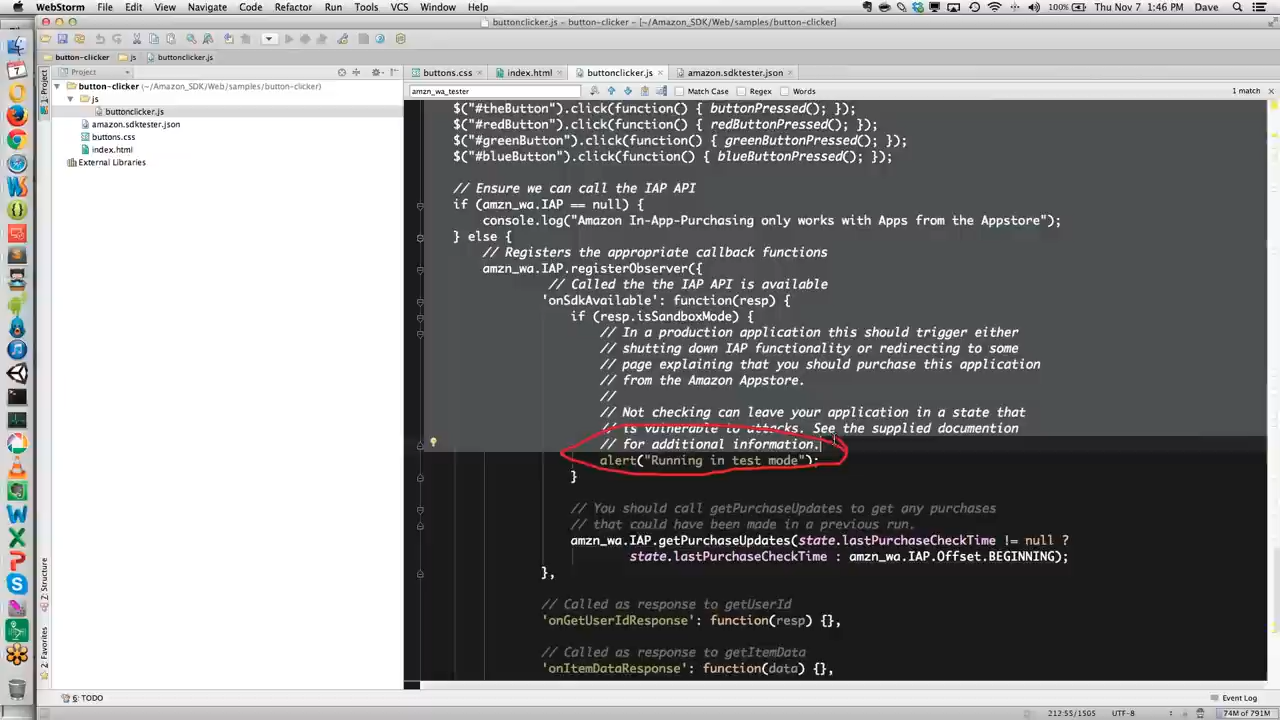 WebStorm File Edit View Navigate Code Refactor Run Tools VCS Window Help 100% Thu Nov 7 1:46 PM Dave
buttonclicker.js – button-clicker – [~/Amazon_SDK/Web/samples/button-clicker]
button-clicker js buttonclicker.js
Project
buttons.css index.html buttonclicker.js amazon.sdktester.json
1: Project
button-clicker (~/Amazon_SDK/Web/samples/button-clicker)
js
buttonclicker.js
amazon.sdktester.json
buttons.css
index.html
External Libraries
amzn_wa_tester Match Case Regex Words 1 match
$("#theButton").click(function() { buttonPressed(); });
$("#redButton").click(function() { redButtonPressed(); });
$("#greenButton").click(function() { greenButtonPressed(); });
$("#blueButton").click(function() { blueButtonPressed(); });
// Ensure we can call the IAP API
if (amzn_wa.IAP == null) {
console.log("Amazon In-App-Purchasing only works with Apps from the Appstore");
} else {
// Registers the appropriate callback functions
amzn_wa.IAP.registerObserver({
// Called the the IAP API is available
'onSdkAvailable': function(resp) {
if (resp.isSandboxMode) {
// In a production application this should trigger either
// shutting down IAP functionality or redirecting to some
// page explaining that you should purchase this application
// from the Amazon Appstore.
//
// Not checking can leave your application in a state that
// is vulnerable to attacks. See the supplied documention
// for additional information.
alert("Running in test mode");
}
// You should call getPurchaseUpdates to get any purchases
// that could have been made in a previous run.
amzn_wa.IAP.getPurchaseUpdates(state.lastPurchaseCheckTime != null ?
state.lastPurchaseCheckTime : amzn_wa.IAP.Offset.BEGINNING);
},
// Called as response to getUserId
'onGetUserIdResponse': function(resp) {},
// Called as response to getItemData
'onItemDataResponse': function(data) {},
7: Structure
2: Favorites
6: TODO
Event Log
212:55/1505 UTF-8 74M of 791M